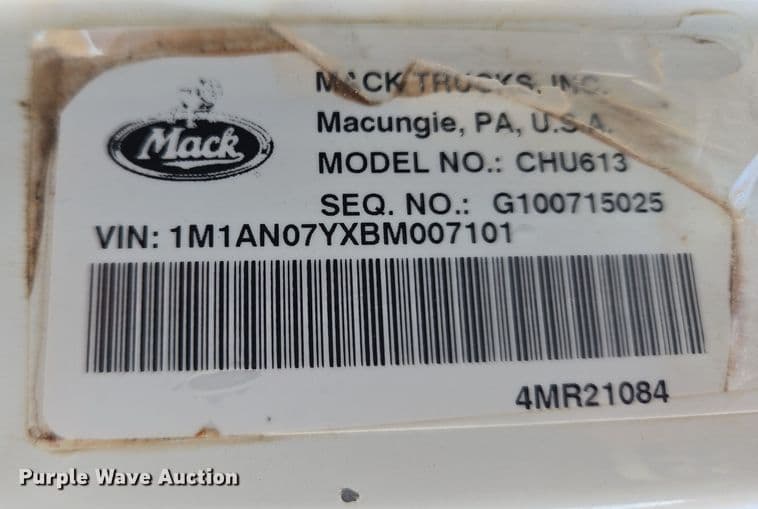 Mack
MACK TRUCKS, INC.
Macungie, PA, U.S.A.
MODEL NO.: CHU613
SEQ. NO.: G100715025
VIN: 1M1AN07YXBM007101
4MR21084
Purple Wave Auction